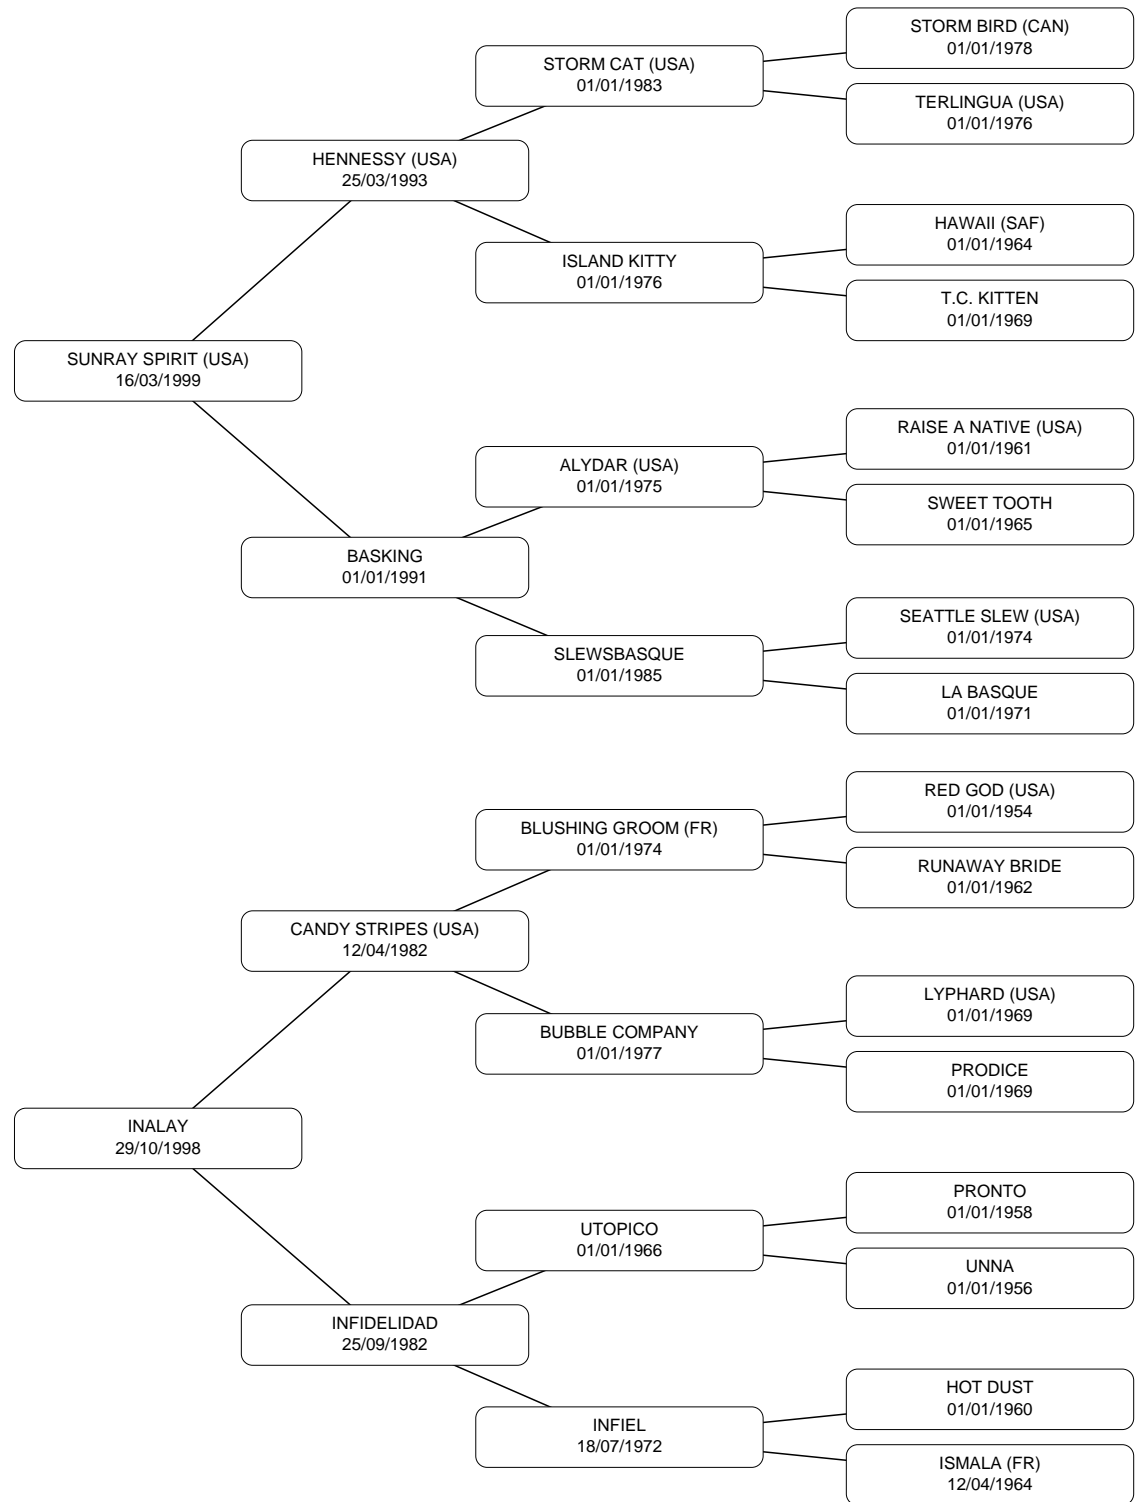 STORM BIRD (CAN)
01/01/1978
STORM CAT (USA)
01/01/1983
TERLINGUA (USA)
01/01/1976
HENNESSY (USA)
25/03/1993
HAWAII (SAF)
01/01/1964
ISLAND KITTY
01/01/1976
T.C. KITTEN
01/01/1969
SUNRAY SPIRIT (USA)
16/03/1999
RAISE A NATIVE (USA)
01/01/1961
ALYDAR (USA)
01/01/1975
SWEET TOOTH
01/01/1965
BASKING
01/01/1991
SEATTLE SLEW (USA)
01/01/1974
SLEWSBASQUE
01/01/1985
LA BASQUE
01/01/1971
RED GOD (USA)
01/01/1954
BLUSHING GROOM (FR)
01/01/1974
RUNAWAY BRIDE
01/01/1962
CANDY STRIPES (USA)
12/04/1982
LYPHARD (USA)
01/01/1969
BUBBLE COMPANY
01/01/1977
PRODICE
01/01/1969
INALAY
29/10/1998
PRONTO
01/01/1958
UTOPICO
01/01/1966
UNNA
01/01/1956
INFIDELIDAD
25/09/1982
HOT DUST
01/01/1960
INFIEL
18/07/1972
ISMALA (FR)
12/04/1964